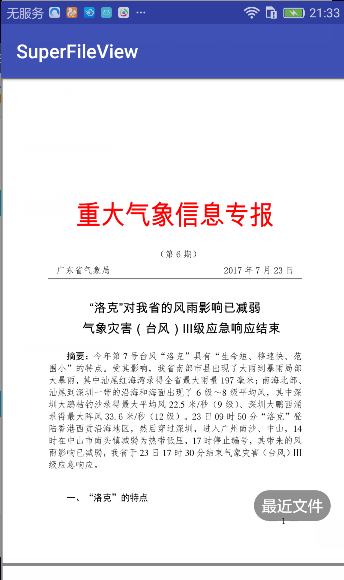 无服务 ··· 21:33
SuperFileView
重大气象信息专报
（第 6 期）
广东省气象局 2017 年 7 月 23 日
“洛克”对我省的风雨影响已减弱
气象灾害（台风）III级应急响应结束
摘要：今年第 7 号台风“洛克”具有“生命短、移速快、范
围小”的特点。受其影响，我省南部市县出现了大雨到暴雨局部
大暴雨，其中汕尾红海湾录得全省最大雨量 197 毫米；南海北部、
汕尾到深圳一带的沿海和海面出现了 6 级～8 级平均风，其中深
圳大鹏桔钓沙录得最大平均风 22.5 米/秒（9 级）、深圳大鹏西涌
录得最大阵风 33.6 米/秒（12 级）。23 日 09 时 50 分“洛克”登
陆香港西贡沿海地区，然后穿过深圳，进入广州南沙、中山，14
时在中山市南头镇减弱为热带低压，17 时停止编号，其带来的风
雨影响已减弱，我省于 23 日 17 时 30 分结束气象灾害（台风）III
级应急响应。
一、“洛克”的特点
最近文件
1